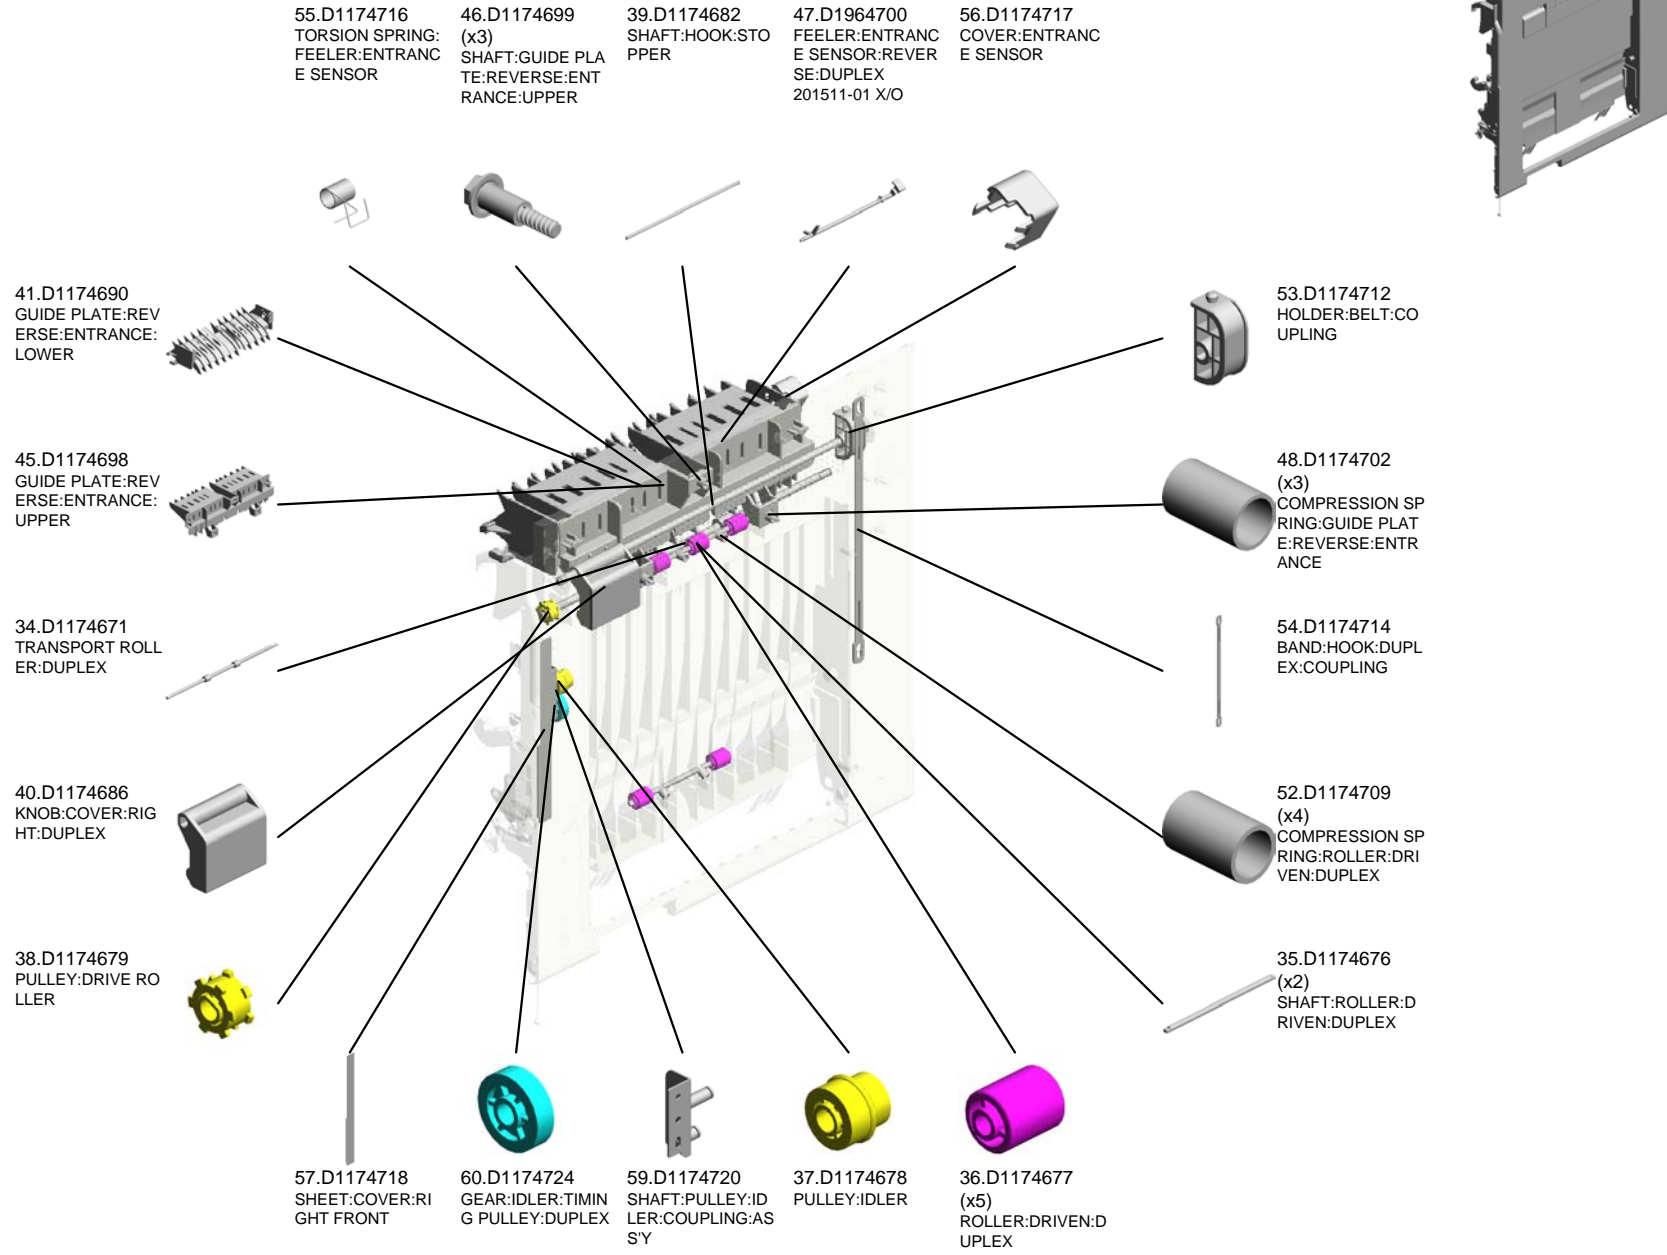 55.D1174716
TORSION SPRING:
FEELER:ENTRANC
E SENSOR
46.D1174699
(x3)
SHAFT:GUIDE PLA
TE:REVERSE:ENT
RANCE:UPPER
39.D1174682
SHAFT:HOOK:STO
PPER
47.D1964700
FEELER:ENTRANC
E SENSOR:REVER
SE:DUPLEX
201511-01 X/O
56.D1174717
COVER:ENTRANC
E SENSOR
41.D1174690
GUIDE PLATE:REV
ERSE:ENTRANCE:
LOWER
53.D1174712
HOLDER:BELT:CO
UPLING
45.D1174698
GUIDE PLATE:REV
ERSE:ENTRANCE:
UPPER
48.D1174702
(x3)
COMPRESSION SP
RING:GUIDE PLAT
E:REVERSE:ENTR
ANCE
34.D1174671
TRANSPORT ROLL
ER:DUPLEX
54.D1174714
BAND:HOOK:DUPL
EX:COUPLING
40.D1174686
KNOB:COVER:RIG
HT:DUPLEX
52.D1174709
(x4)
COMPRESSION SP
RING:ROLLER:DRI
VEN:DUPLEX
38.D1174679
PULLEY:DRIVE RO
LLER
35.D1174676
(x2)
SHAFT:ROLLER:D
RIVEN:DUPLEX
57.D1174718
SHEET:COVER:RI
GHT FRONT
60.D1174724
GEAR:IDLER:TIMIN
G PULLEY:DUPLEX
59.D1174720
SHAFT:PULLEY:ID
LER:COUPLING:AS
S'Y
37.D1174678
PULLEY:IDLER
36.D1174677
(x5)
ROLLER:DRIVEN:D
UPLEX